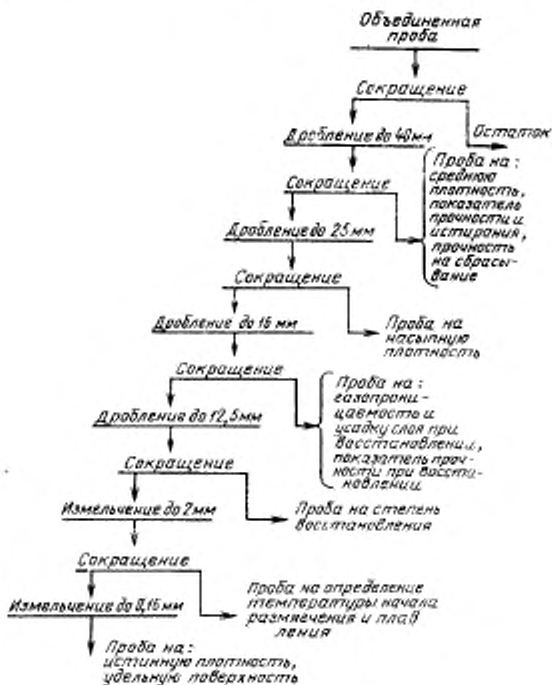 Объединенная
проба
Сокращение
Остаток
Дробление до 40мм
Проба на:
среднюю
плотность,
показатель
прочности и
истирания,
прочность
на сбрасы-
вание
Сокращение
Дробление до 25 мм
Сокращение
Проба на
насыпную
плотность
Дробление до 16 мм
Сокращение
Проба на:
газопрони-
цаемость и
усадку слоя при
восстановлении,
показатель проч-
ности при восста-
новлении
Дробления до 12,5мм
Сокращение
Проба на степень
восстановления
Измельчение до 2мм
Сокращение
Проба на определение
температуры начала
размягчения и плав
ления
Измельчение до 0,16 мм
Проба на:
истинную плотность,
удельную поверхность